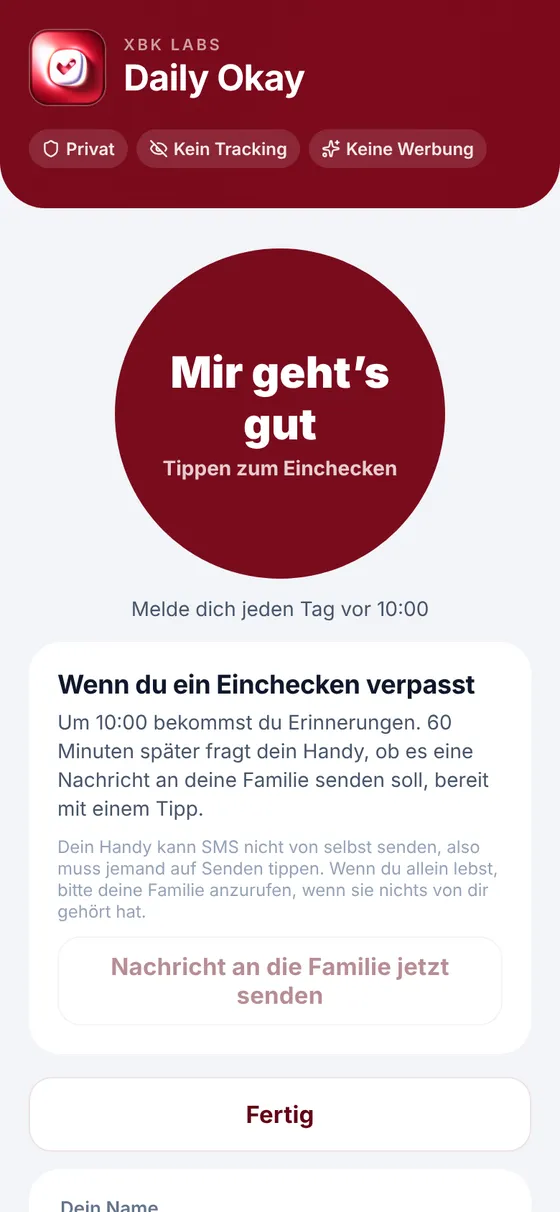 XBK LABS
Daily Okay
Privat
Kein Tracking
Keine Werbung
Mir geht’s
gut
Tippen zum Einchecken
Melde dich jeden Tag vor 10:00
Wenn du ein Einchecken verpasst
Um 10:00 bekommst du Erinnerungen. 60
Minuten später fragt dein Handy, ob es eine
Nachricht an deine Familie senden soll, bereit
mit einem Tipp.
Dein Handy kann SMS nicht von selbst senden, also
muss jemand auf Senden tippen. Wenn du allein lebst,
bitte deine Familie anzurufen, wenn sie nichts von dir
gehört hat.
Nachricht an die Familie jetzt
senden
Fertig
Dein Name